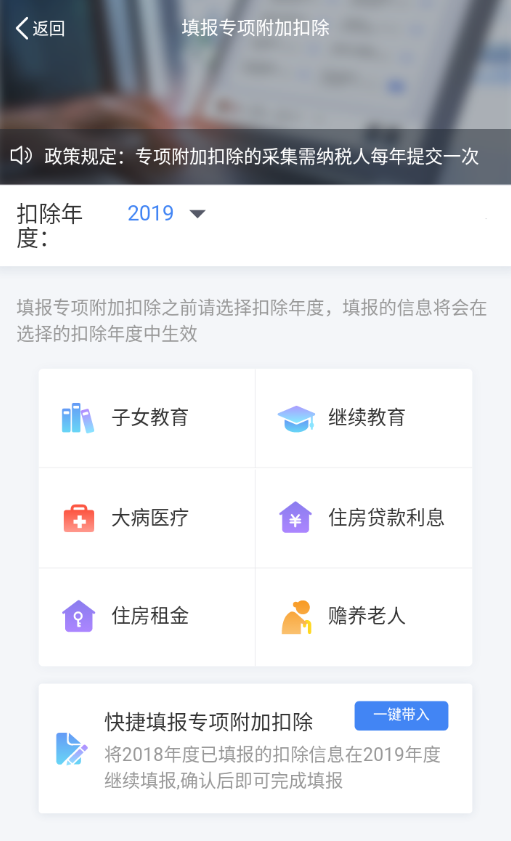 返回
填报专项附加扣除
政策规定：专项附加扣除的采集需纳税人每年提交一次
扣除年
度：
2019
填报专项附加扣除之前请选择扣除年度，填报的信息将会在
选择的扣除年度中生效
子女教育
继续教育
大病医疗
住房贷款利息
住房租金
赡养老人
快捷填报专项附加扣除
一键带入
将2018年度已填报的扣除信息在2019年度
继续填报,确认后即可完成填报